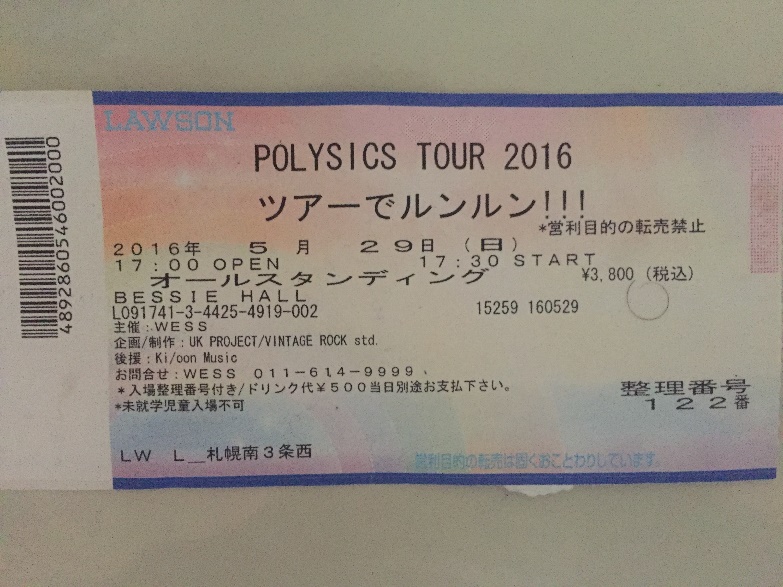 LAWSON
POLYSICS TOUR 2016
ツアーでルンルン!!!
*営利目的の転売禁止
2016年 5月 29日 (日)
17:00 OPEN 17:30 START
オールスタンディング ¥3,800 (税込)
BESSIE HALL
L091741-3-4425-4919-002 15259 160529
主催:WESS
企画/制作:UK PROJECT/VINTAGE ROCK std.
後援:Ki/oon Music
お問合せ:WESS 011-614-9999.
*入場整理番号付き/ドリンク代¥500当日別途お支払下さい。
*未就学児童入場不可
整理番号
122番
LW L_札幌南3条西
営利目的の転売は固くおことわりしています。
4892860546002000